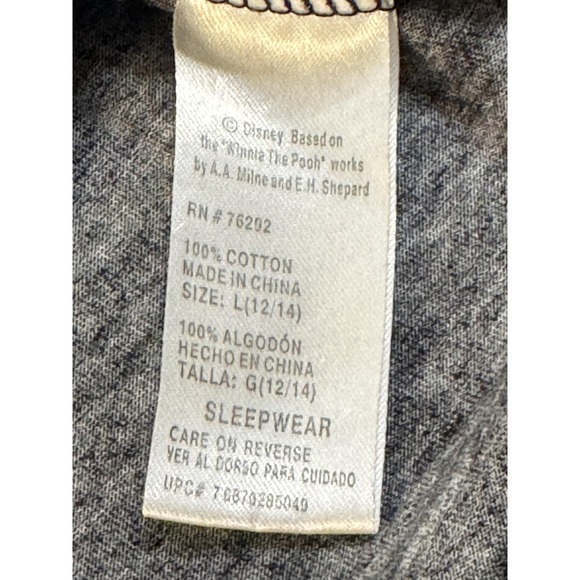 © Disney. Based on
the "Winnie The Pooh" works
by A.A. Milne and E.H. Shepard
RN # 76292
100% COTTON
MADE IN CHINA
SIZE: L(12/14)
100% ALGODÓN
HECHO EN CHINA
TALLA: G(12/14)
SLEEPWEAR
CARE ON REVERSE
VER AL DORSO PARA CUIDADO
UPC#